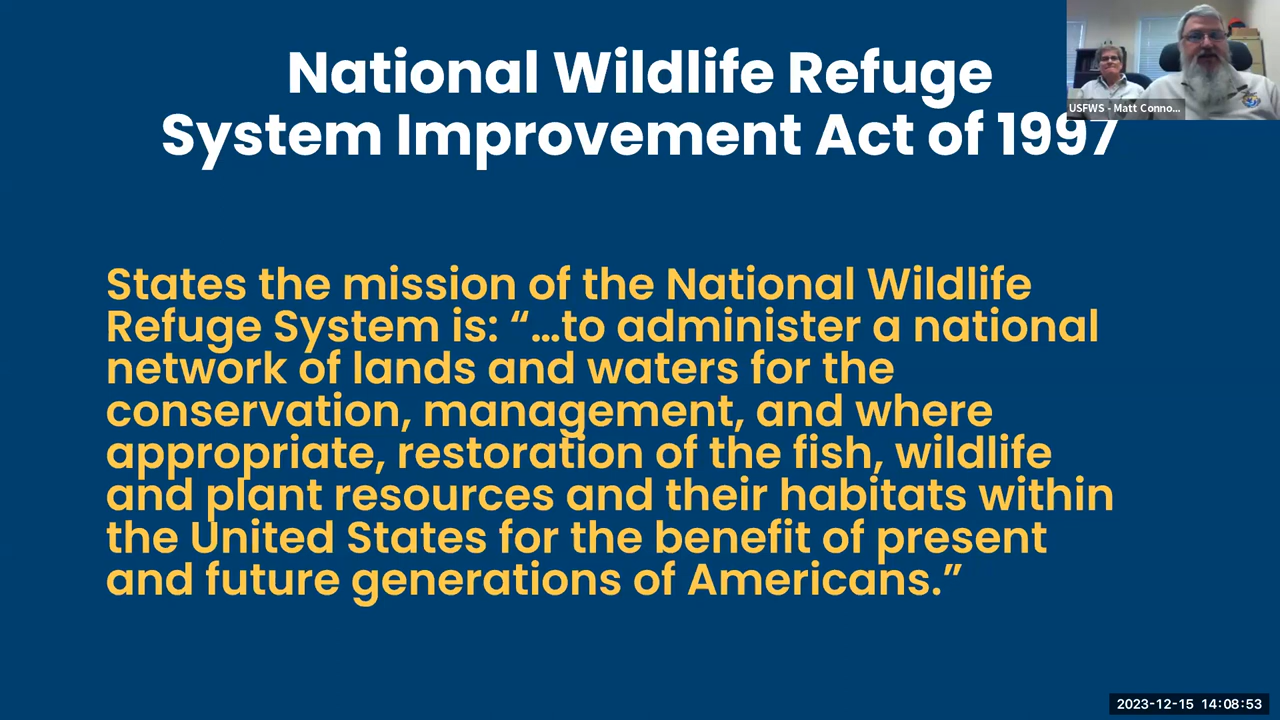 National Wildlife Refuge
System Improvement Act of 1997
USFWS - Matt Conno...
States the mission of the National Wildlife
Refuge System is: “...to administer a national
network of lands and waters for the
conservation, management, and where
appropriate, restoration of the fish, wildlife
and plant resources and their habitats within
the United States for the benefit of present
and future generations of Americans.”
2023-12-15 14:08:53